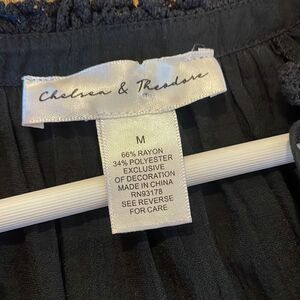 Chelsea & Theodore
M
66% RAYON
34% POLYESTER
EXCLUSIVE
OF DECORATION
MADE IN CHINA
RN93178
SEE REVERSE
FOR CARE